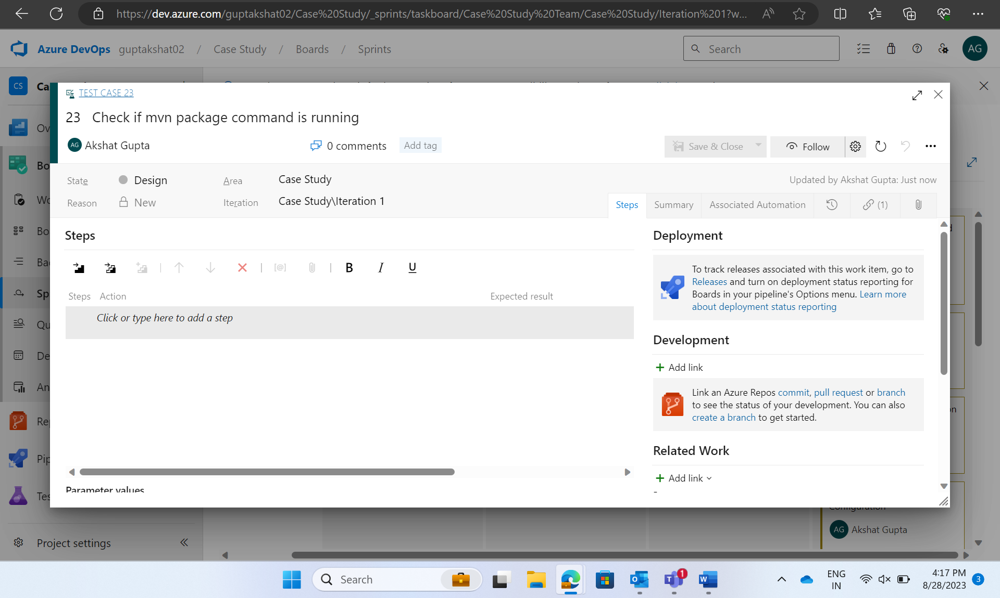 https://dev.azure.com/guptakshat02/Case%20Study/_sprints/taskboard/Case%20Study%20Team/Case%20Study/Iteration%201?w...
Azure DevOps guptakshat02 / Case Study / Boards / Sprints
Search
AG
CS
Ca
TEST CASE 23
23 Check if mvn package command is running
AG Akshat Gupta
0 comments
Add tag
Save & Close
Follow
State Design
Area Case Study
Updated by Akshat Gupta: Just now
Reason New
Iteration Case Study\Iteration 1
Steps
Summary
Associated Automation
(1)
Ov
Bo
Wo
Bo
Bac
Sp
Qu
De
An
Rep
Pip
Tes
Project settings
Steps
[@]
B I U
Steps Action Expected result
Click or type here to add a step
Parameter values
Deployment
To track releases associated with this work item, go to
Releases and turn on deployment status reporting for
Boards in your pipeline's Options menu. Learn more
about deployment status reporting
Development
Add link
Link an Azure Repos commit, pull request or branch
to see the status of your development. You can also
create a branch to get started.
Related Work
Add link
on
AG Akshat Gupta
Search
1
ENG
IN
4:17 PM
8/28/2023
3